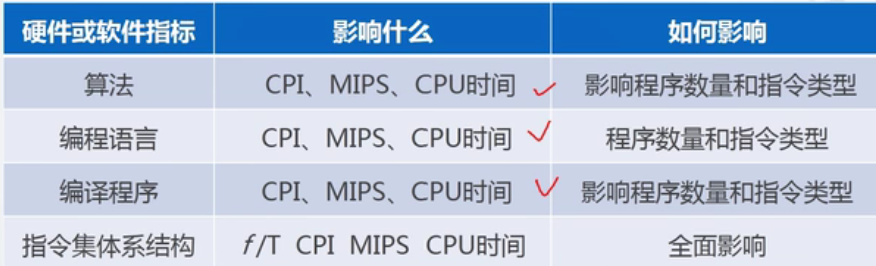 硬件或软件指标 影响什么 如何影响
算法 CPI、MIPS、CPU时间 影响程序数量和指令类型
编程语言 CPI、MIPS、CPU时间 程序数量和指令类型
编译程序 CPI、MIPS、CPU时间 影响程序数量和指令类型
指令集体系结构 f/T CPI MIPS CPU时间 全面影响